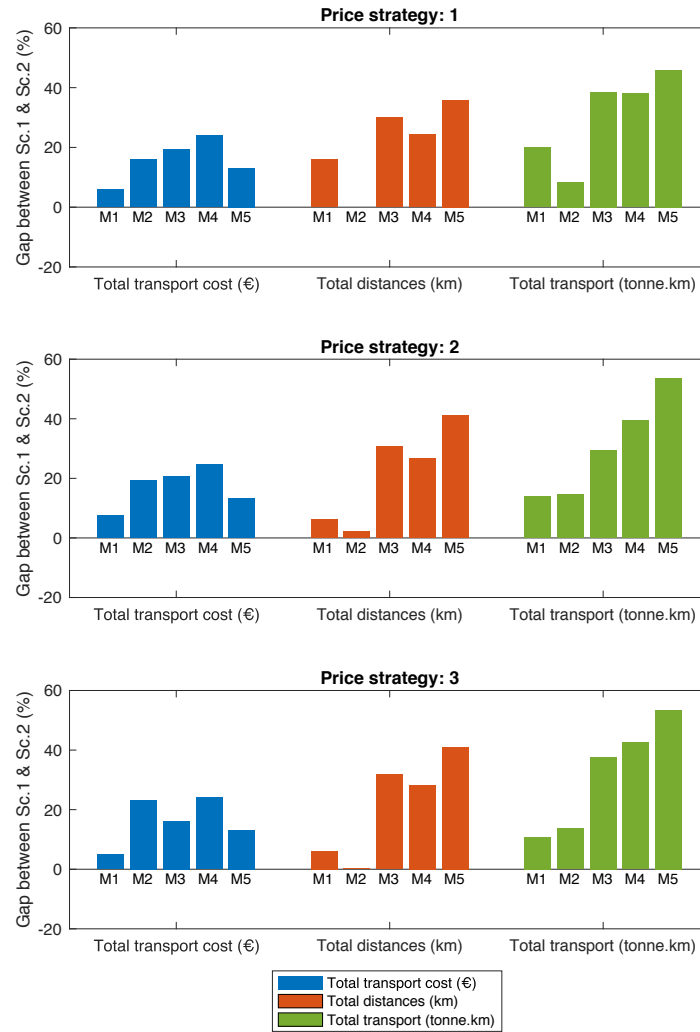 Price strategy: 1
Gap between Sc.1 & Sc.2 (%)
60
40
20
0
-20
M1 M2 M3 M4 M5 M1 M2 M3 M4 M5 M1 M2 M3 M4 M5
Total transport cost (€) Total distances (km) Total transport (tonne.km)
Price strategy: 2
Gap between Sc.1 & Sc.2 (%)
60
40
20
0
-20
M1 M2 M3 M4 M5 M1 M2 M3 M4 M5 M1 M2 M3 M4 M5
Total transport cost (€) Total distances (km) Total transport (tonne.km)
Price strategy: 3
Gap between Sc.1 & Sc.2 (%)
60
40
20
0
-20
M1 M2 M3 M4 M5 M1 M2 M3 M4 M5 M1 M2 M3 M4 M5
Total transport cost (€) Total distances (km) Total transport (tonne.km)
Total transport cost (€)
Total distances (km)
Total transport (tonne.km)